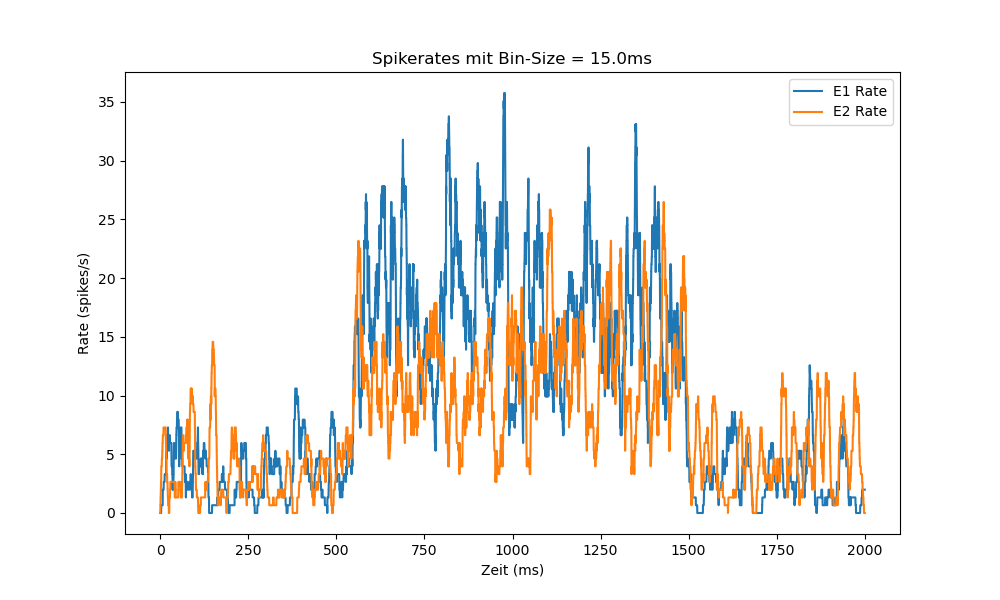 Spikerates mit Bin-Size = 15.0ms
E1 Rate
E2 Rate
35
30
25
20
15
10
5
0
Rate (spikes/s)
0 250 500 750 1000 1250 1500 1750 2000
Zeit (ms)